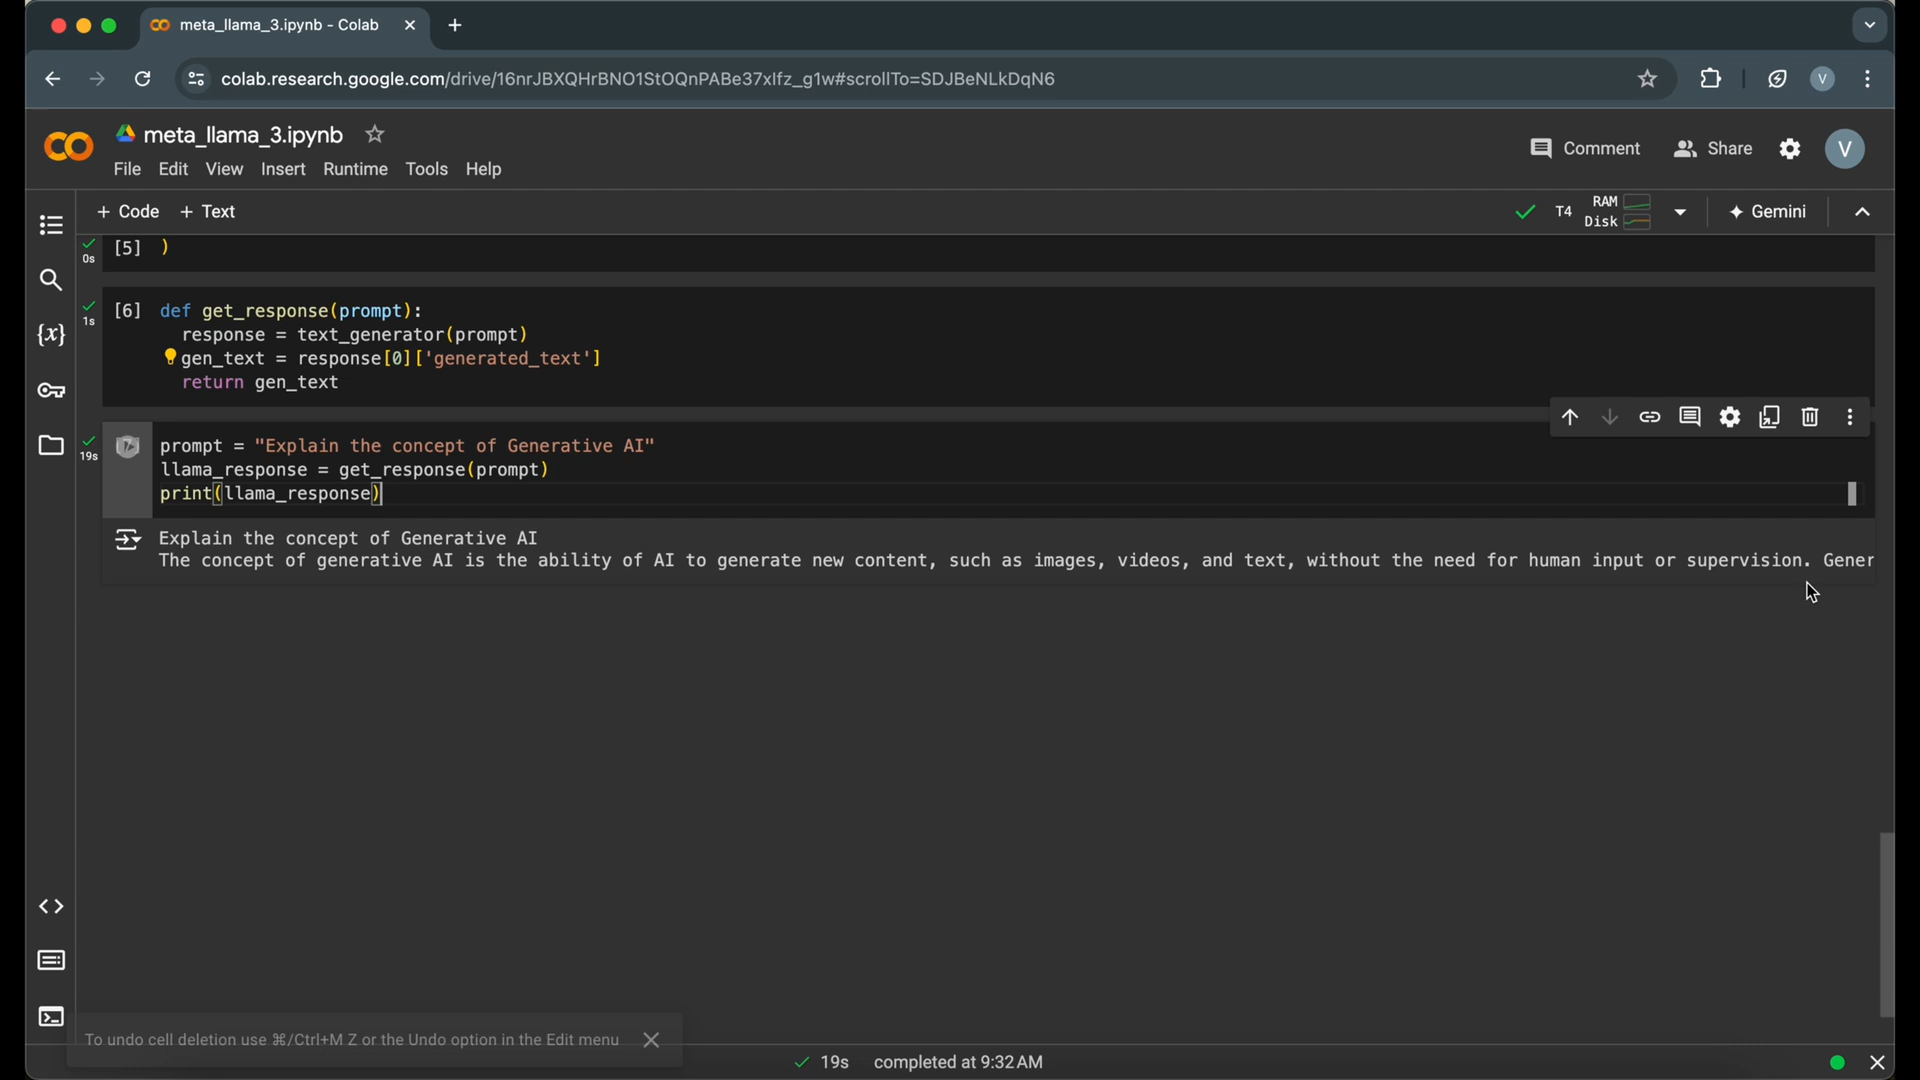 meta_llama_3.ipynb - Colab
colab.research.google.com/drive/16nrJBXQHrBNO1StOQnPABe37xlfz_g1w#scrollTo=SDJBeNLkDqN6
V
meta_llama_3.ipynb
Comment
Share
V
File Edit View Insert Runtime Tools Help
+ Code + Text
T4
RAM
Disk
Gemini
0s
[5] )
1s
[6] def get_response(prompt):
response = text_generator(prompt)
gen_text = response[0]['generated_text']
return gen_text
19s
prompt = "Explain the concept of Generative AI"
llama_response = get_response(prompt)
print(llama_response)
Explain the concept of Generative AI
The concept of generative AI is the ability of AI to generate new content, such as images, videos, and text, without the need for human input or supervision. Gener
To undo cell deletion use ⌘/Ctrl+M Z or the Undo option in the Edit menu
19s completed at 9:32 AM